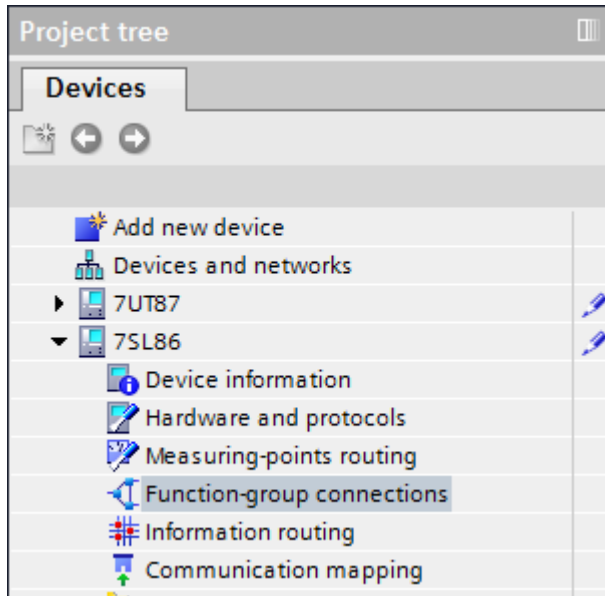 Project tree
Devices
Add new device
Devices and networks
7UT87
7SL86
Device information
Hardware and protocols
Measuring-points routing
Function-group connections
Information routing
Communication mapping